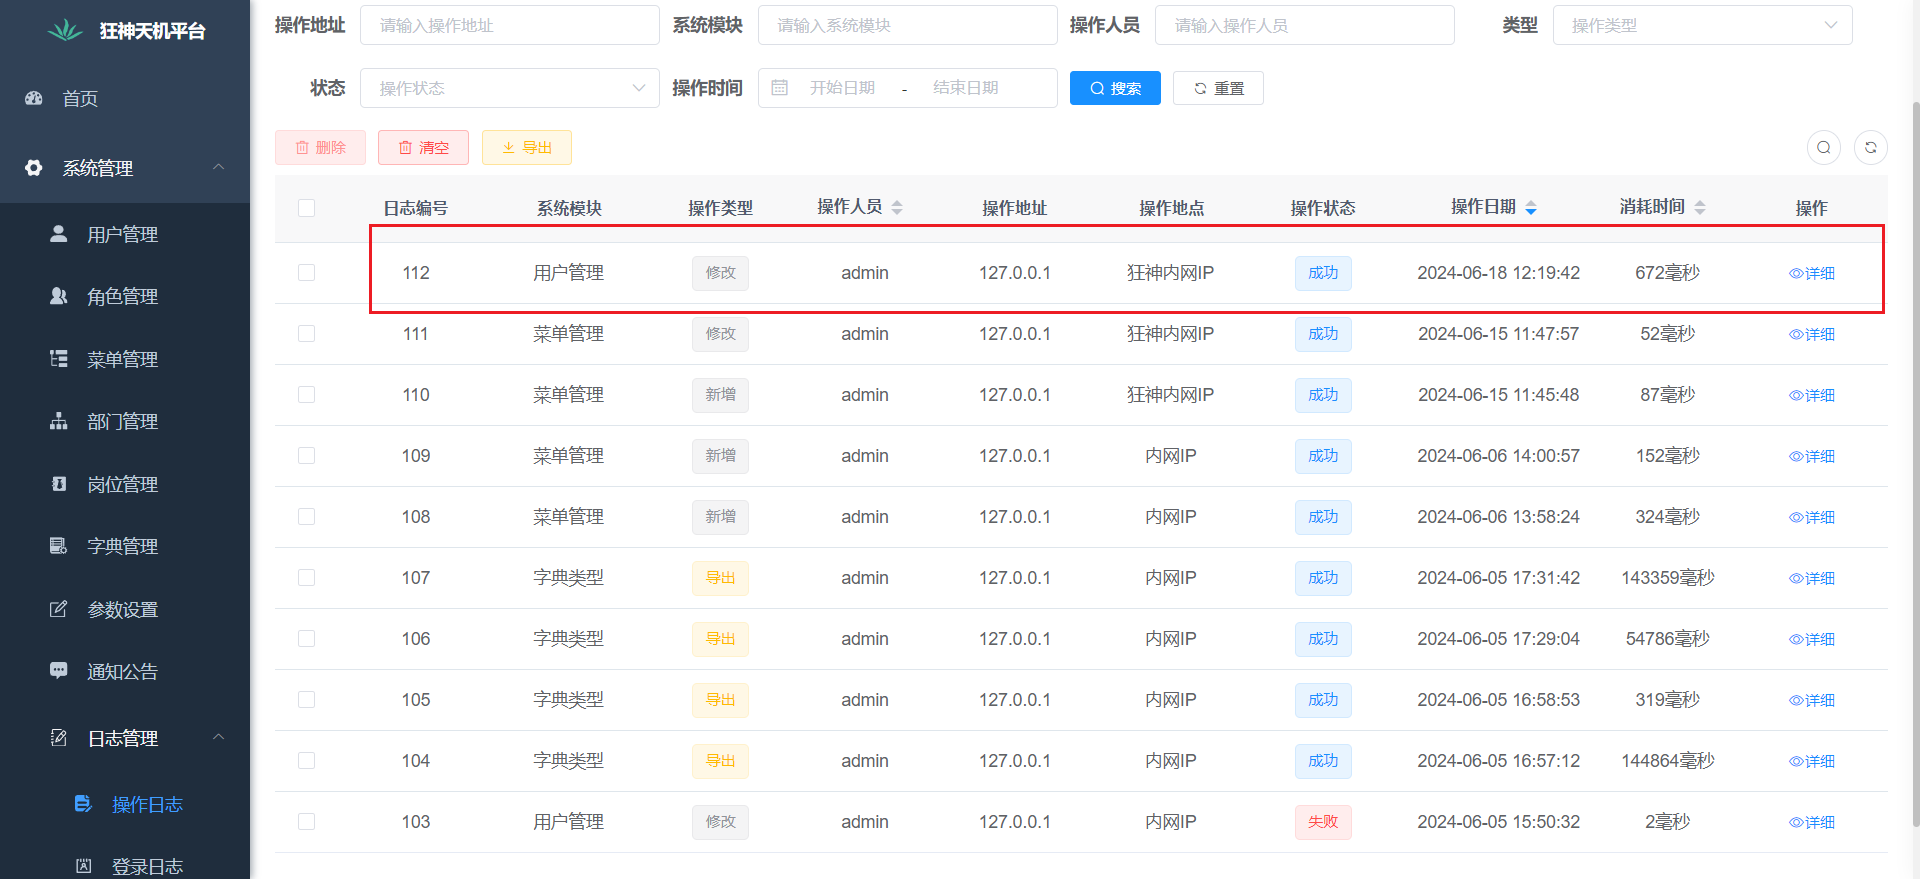 狂神天机平台
首页
系统管理
用户管理
角色管理
菜单管理
部门管理
岗位管理
字典管理
参数设置
通知公告
日志管理
操作日志
登录日志
操作地址 请输入操作地址 系统模块 请输入系统模块 操作人员 请输入操作人员 类型 操作类型
状态 操作状态 操作时间 开始日期 - 结束日期 搜索 重置
删除 清空 导出
日志编号 系统模块 操作类型 操作人员 操作地址 操作地点 操作状态 操作日期 消耗时间 操作
112 用户管理 修改 admin 127.0.0.1 狂神内网IP 成功 2024-06-18 12:19:42 672毫秒 详细
111 菜单管理 修改 admin 127.0.0.1 狂神内网IP 成功 2024-06-15 11:47:57 52毫秒 详细
110 菜单管理 新增 admin 127.0.0.1 狂神内网IP 成功 2024-06-15 11:45:48 87毫秒 详细
109 菜单管理 新增 admin 127.0.0.1 内网IP 成功 2024-06-06 14:00:57 152毫秒 详细
108 菜单管理 新增 admin 127.0.0.1 内网IP 成功 2024-06-06 13:58:24 324毫秒 详细
107 字典类型 导出 admin 127.0.0.1 内网IP 成功 2024-06-05 17:31:42 143359毫秒 详细
106 字典类型 导出 admin 127.0.0.1 内网IP 成功 2024-06-05 17:29:04 54786毫秒 详细
105 字典类型 导出 admin 127.0.0.1 内网IP 成功 2024-06-05 16:58:53 319毫秒 详细
104 字典类型 导出 admin 127.0.0.1 内网IP 成功 2024-06-05 16:57:12 144864毫秒 详细
103 用户管理 修改 admin 127.0.0.1 内网IP 失败 2024-06-05 15:50:32 2毫秒 详细